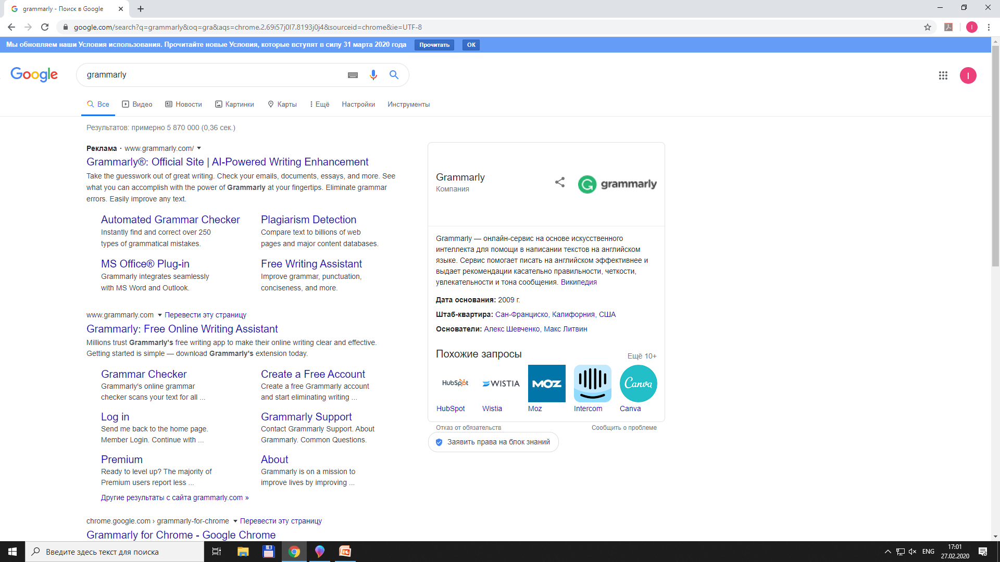 grammarly - Поиск в Google
google.com/search?q=grammarly&oq=gra&aqs=chrome.2.69i57j0l7.8193j0j4&sourceid=chrome&ie=UTF-8
I
Мы обновляем наши Условия использования. Прочитайте новые Условия, которые вступят в силу 31 марта 2020 года Прочитать ОК
Google
grammarly
I
Все Видео Новости Картинки Карты Ещё Настройки Инструменты
Результатов: примерно 5 870 000 (0,36 сек.)
Реклама · www.grammarly.com/
Grammarly®: Official Site | AI-Powered Writing Enhancement
Take the guesswork out of great writing. Check your emails, documents, essays, and more. See
what you can accomplish with the power of Grammarly at your fingertips. Eliminate grammar
errors. Easily improve any text.
Automated Grammar Checker
Instantly find and correct over 250
types of grammatical mistakes.
Plagiarism Detection
Compare text to billions of web
pages and major content databases.
MS Office® Plug-in
Grammarly integrates seamlessly
with MS Word and Outlook.
Free Writing Assistant
Improve grammar, punctuation,
conciseness, and more.
www.grammarly.com Перевести эту страницу
Grammarly: Free Online Writing Assistant
Millions trust Grammarly's free writing app to make their online writing clear and effective.
Getting started is simple — download Grammarly's extension today.
Grammar Checker
Grammarly's online grammar
checker scans your text for all ...
Create a Free Account
Create a free Grammarly account
and start eliminating writing ...
Log in
Send me back to the home page.
Member Login. Continue with ...
Grammarly Support
Contact Grammarly Support. About
Grammarly. Common Questions.
Premium
Ready to level up? The majority of
Premium users report less ...
About
Grammarly is on a mission to
improve lives by improving ...
Другие результаты с сайта grammarly.com »
chrome.google.com › grammarly-for-chrome Перевести эту страницу
Grammarly for Chrome - Google Chrome
Grammarly
Компания
grammarly
Grammarly — онлайн-сервис на основе искусственного
интеллекта для помощи в написании текстов на английском
языке. Сервис помогает писать на английском эффективнее и
выдает рекомендации касательно правильности, четкости,
увлекательности и тона сообщения. Википедия
Дата основания: 2009 г.
Штаб-квартира: Сан-Франциско, Калифорния, США
Основатели: Алекс Шевченко, Макс Литвин
Похожие запросы
Ещё 10+
HubSpot WISTIA MOZ Canva
HubSpot Wistia Moz Intercom Canva
Отказ от обязательств Сообщить о проблеме
Заявить права на блок знаний
Введите здесь текст для поиска
ENG
17:01
27.02.2020